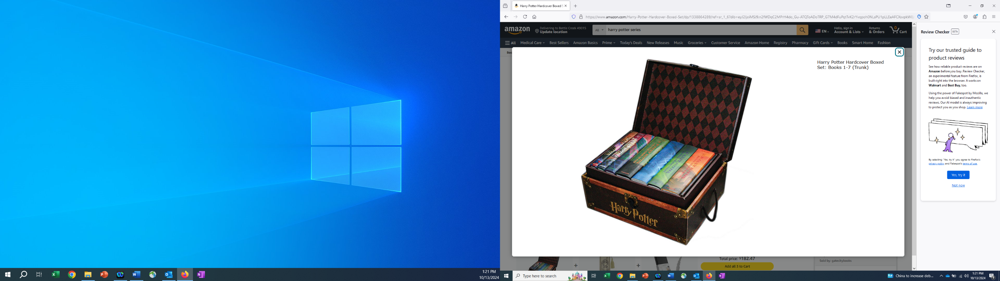 Harry Potter Hardcover Boxed S
https://www.amazon.com/Harry-Potter-Hardcover-Boxed-Set/dp/1338864289/ref=sr_1_6?
amazon
Delivering to Battle Creek 49015
Update location
All
harry potter series
EN
Hello, sign in
Account & Lists
Returns
& Orders
0
Cart
All Medical Care Best Sellers Amazon Basics Prime Today's Deals New Releases Music Groceries Customer Service Amazon Home Registry Pharmacy Gift Cards Books Smart Home Fashion
Boo
Harry Potter Hardcover Boxed
Set: Books 1-7 (Trunk)
Harry Potter
Total price: $182.47
Add all 3 to Cart
Sold by: gatecitybooks
Review Checker BETA
Try our trusted guide to
product reviews
See how reliable product reviews are on
Amazon before you buy. Review Checker,
an experimental feature from Firefox, is
built right into the browser. It works on
Walmart and Best Buy, too.
Using the power of Fakespot by Mozilla, we
help you avoid biased and inauthentic
reviews. Our AI model is always improving
to protect you as you shop. Learn more
By selecting "Yes, try it" you agree to Firefox's
privacy policy and Fakespot's terms of use.
Yes, try it
Not now
1:21 PM
10/13/2024
Type here to search
China to increase deb...
1:21 PM
10/13/2024